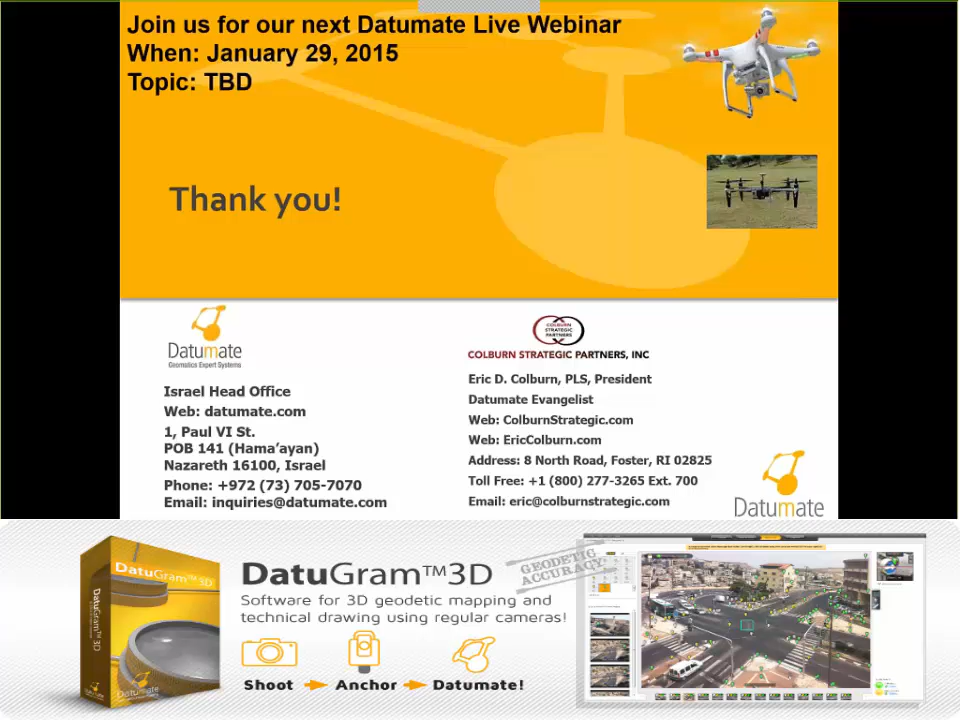 Join us for our next Datumate Live Webinar
When: January 29, 2015
Topic: TBD
Thank you!
Datumate
Geomatics Expert Systems
Israel Head Office
Web: datumate.com
1, Paul VI St.
POB 141 (Hama’ayan)
Nazareth 16100, Israel
Phone: +972 (73) 705-7070
Email: inquiries@datumate.com
COLBURN
STRATEGIC
PARTNERS
COLBURN STRATEGIC PARTNERS, INC
Eric D. Colburn, PLS, President
Datumate Evangelist
Web: ColburnStrategic.com
Web: EricColburn.com
Address: 8 North Road, Foster, RI 02825
Toll Free: +1 (800) 277-3265 Ext. 700
Email: eric@colburnstrategic.com
Datumate
DatuGram 3D
DatuGram 3D
Datumate
DatuGram™3D
GEODETIC
ACCURACY
Software for 3D geodetic mapping and
technical drawing using regular cameras!
Shoot Anchor Datumate!